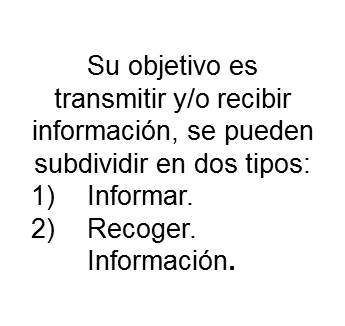 Su objetivo es
transmitir y/o recibir
información, se pueden
subdividir en dos tipos:
1) Informar.
2) Recoger.
Información.